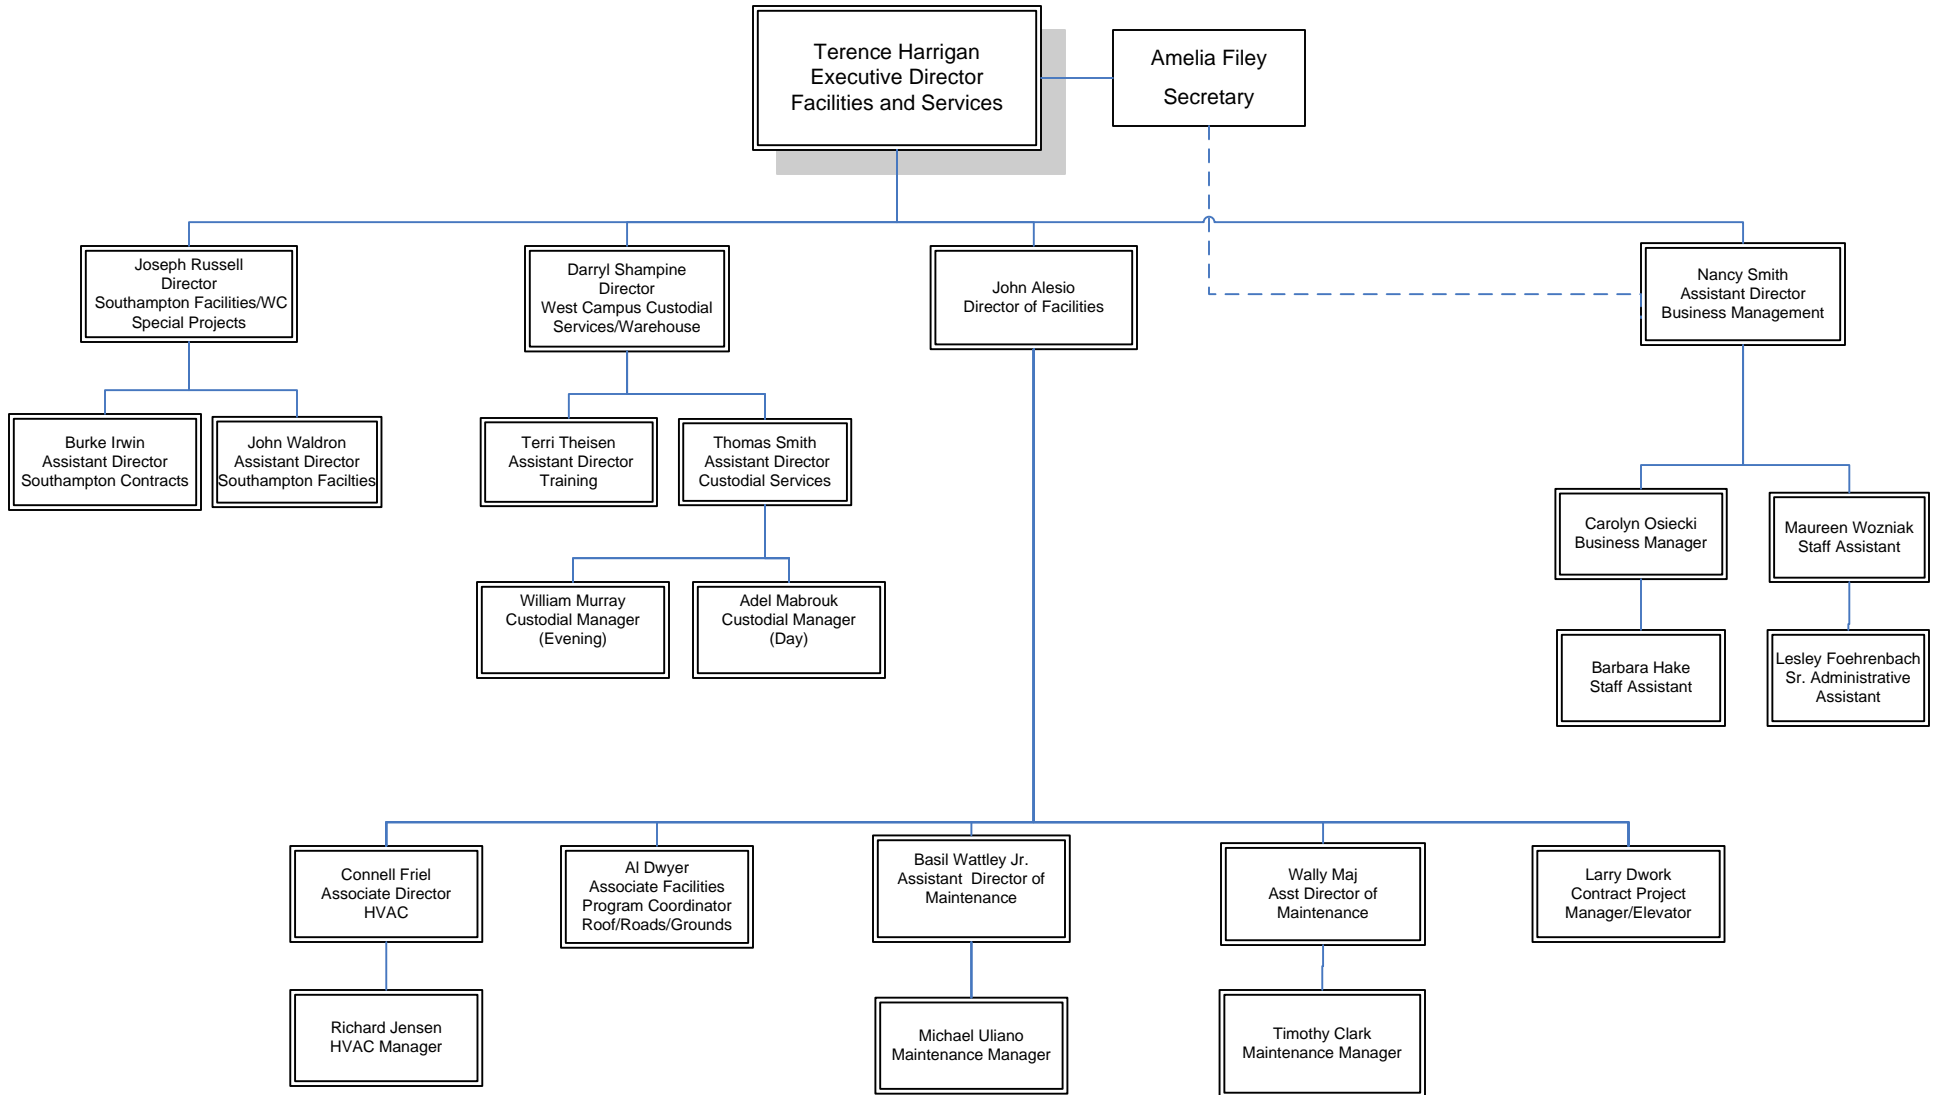 Terence Harrigan
Executive Director
Facilities and Services
Amelia Filey
Secretary
Joseph Russell
Director
Southampton Facilities/WC
Special Projects
Darryl Shampine
Director
West Campus Custodial
Services/Warehouse
John Alesio
Director of Facilities
Nancy Smith
Assistant Director
Business Management
Burke Irwin
Assistant Director
Southampton Contracts
John Waldron
Assistant Director
Southampton Facilties
Terri Theisen
Assistant Director
Training
Thomas Smith
Assistant Director
Custodial Services
Carolyn Osiecki
Business Manager
Maureen Wozniak
Staff Assistant
William Murray
Custodial Manager
(Evening)
Adel Mabrouk
Custodial Manager
(Day)
Barbara Hake
Staff Assistant
Lesley Foehrenbach
Sr. Administrative
Assistant
Connell Friel
Associate Director
HVAC
Al Dwyer
Associate Facilities
Program Coordinator
Roof/Roads/Grounds
Basil Wattley Jr.
Assistant  Director of
Maintenance
Wally Maj
Asst Director of
Maintenance
Larry Dwork
Contract Project
Manager/Elevator
Richard Jensen
HVAC Manager
Michael Uliano
Maintenance Manager
Timothy Clark
Maintenance Manager